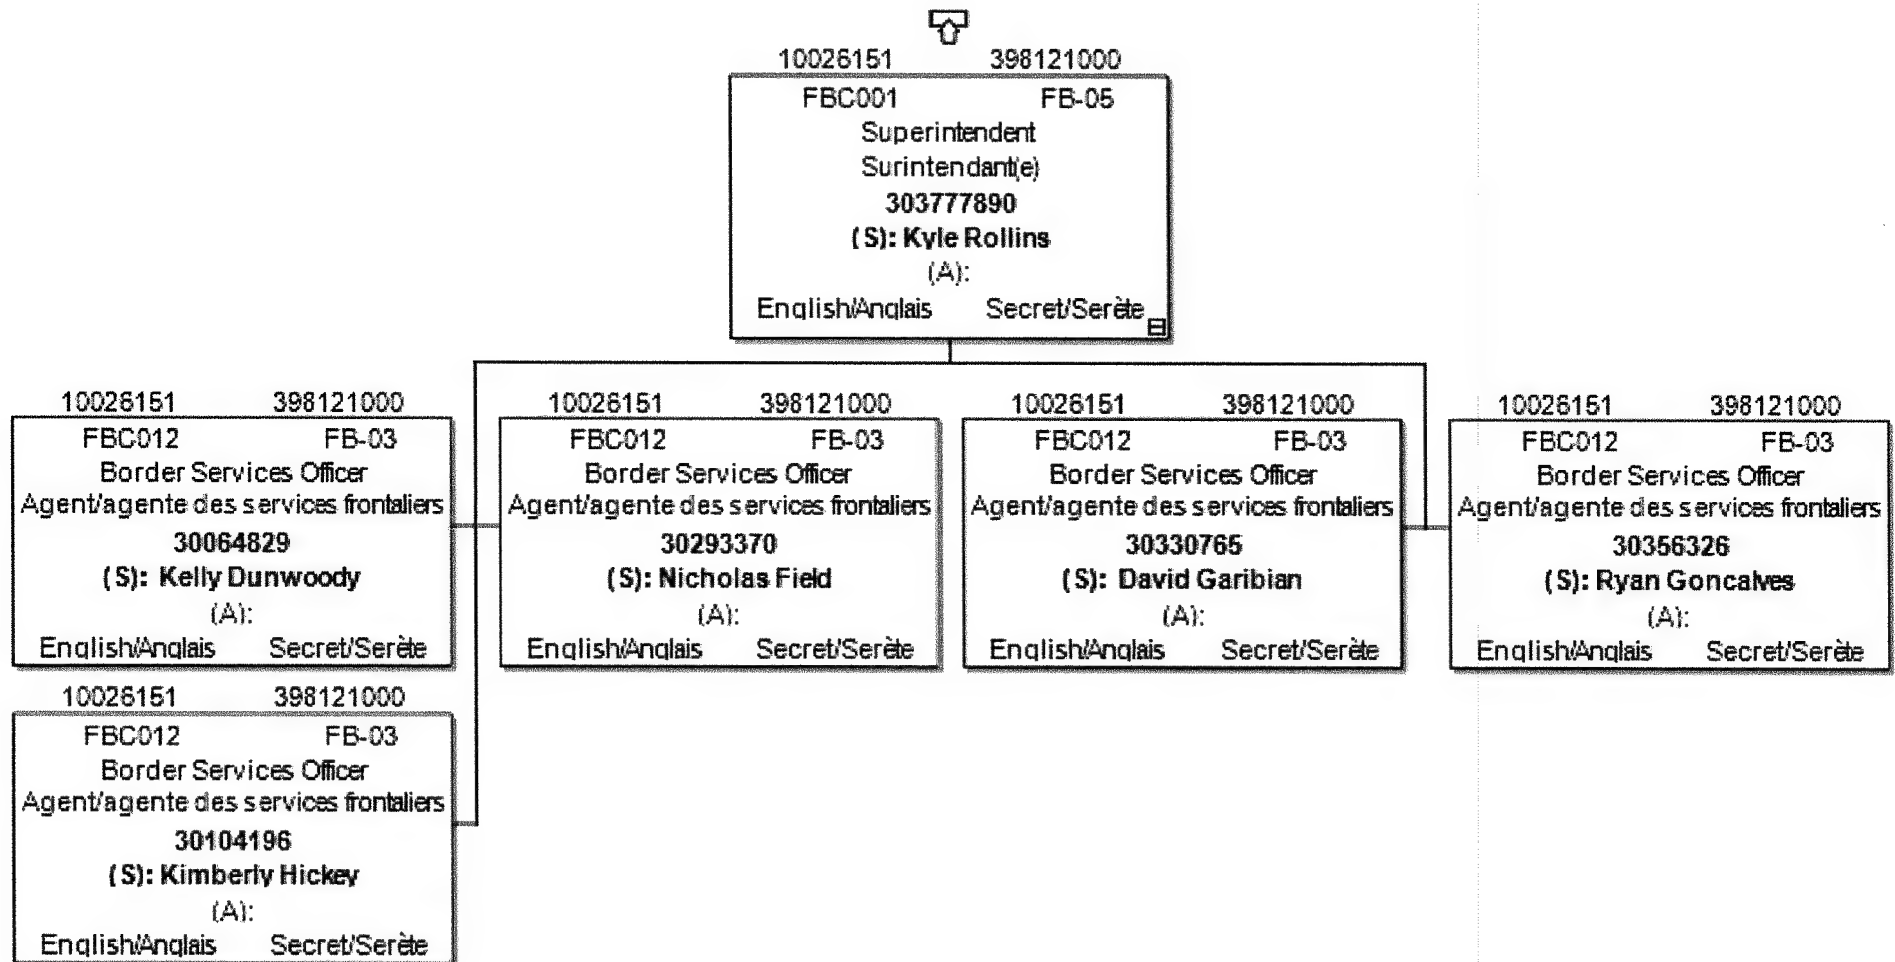 10026151 398121000
FBC001 FB-05
Superintendent
Surintendant(e)
303777890
(S): Kyle Rollins
(A):
English/Anglais Secret/Serète
10026151 398121000
FBC012 FB-03
Border Services Officer
Agent/agente des services frontaliers
30064829
(S): Kelly Dunwoody
(A):
English/Anglais Secret/Serète
10026151 398121000
FBC012 FB-03
Border Services Officer
Agent/agente des services frontaliers
30293370
(S): Nicholas Field
(A):
English/Anglais Secret/Serète
10026151 398121000
FBC012 FB-03
Border Services Officer
Agent/agente des services frontaliers
30330765
(S): David Garibian
(A):
English/Anglais Secret/Serète
10026151 398121000
FBC012 FB-03
Border Services Officer
Agent/agente des services frontaliers
30356326
(S): Ryan Goncalves
(A):
English/Anglais Secret/Serète
10026151 398121000
FBC012 FB-03
Border Services Officer
Agent/agente des services frontaliers
30104196
(S): Kimberly Hickey
(A):
English/Anglais Secret/Serète